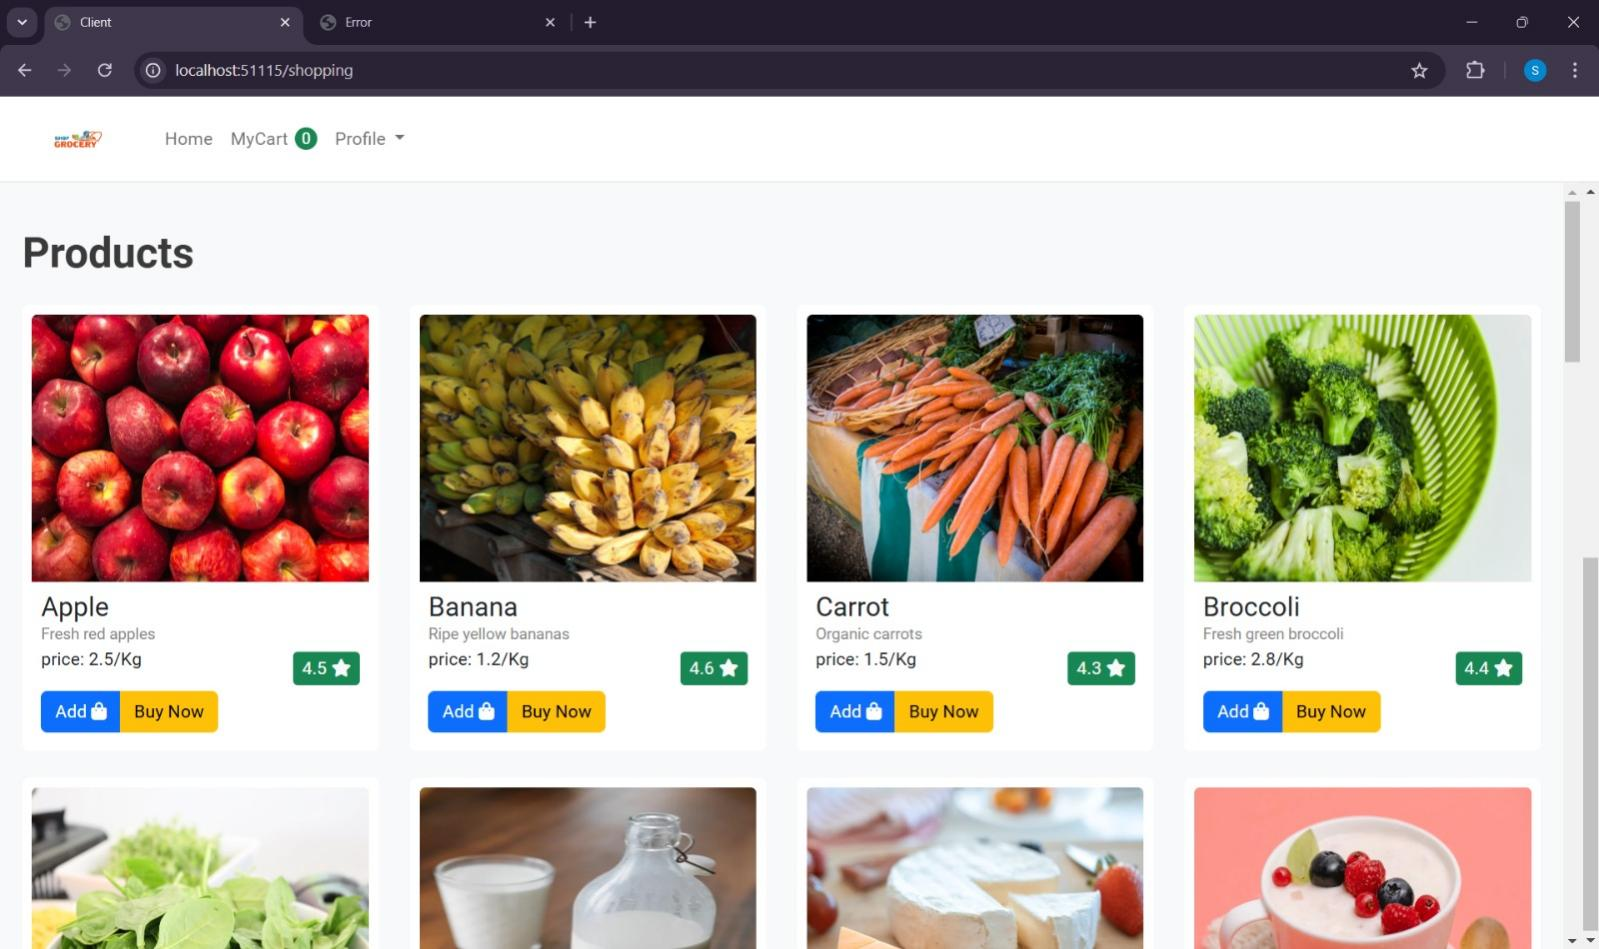 Client
Error
localhost:51115/shopping
S
SHOP
GROCERY
Home MyCart 0 Profile
Products
Apple
Fresh red apples
price: 2.5/Kg
4.5
Add Buy Now
Banana
Ripe yellow bananas
price: 1.2/Kg
4.6
Add Buy Now
Carrot
Organic carrots
price: 1.5/Kg
4.3
Add Buy Now
Broccoli
Fresh green broccoli
price: 2.8/Kg
4.4
Add Buy Now